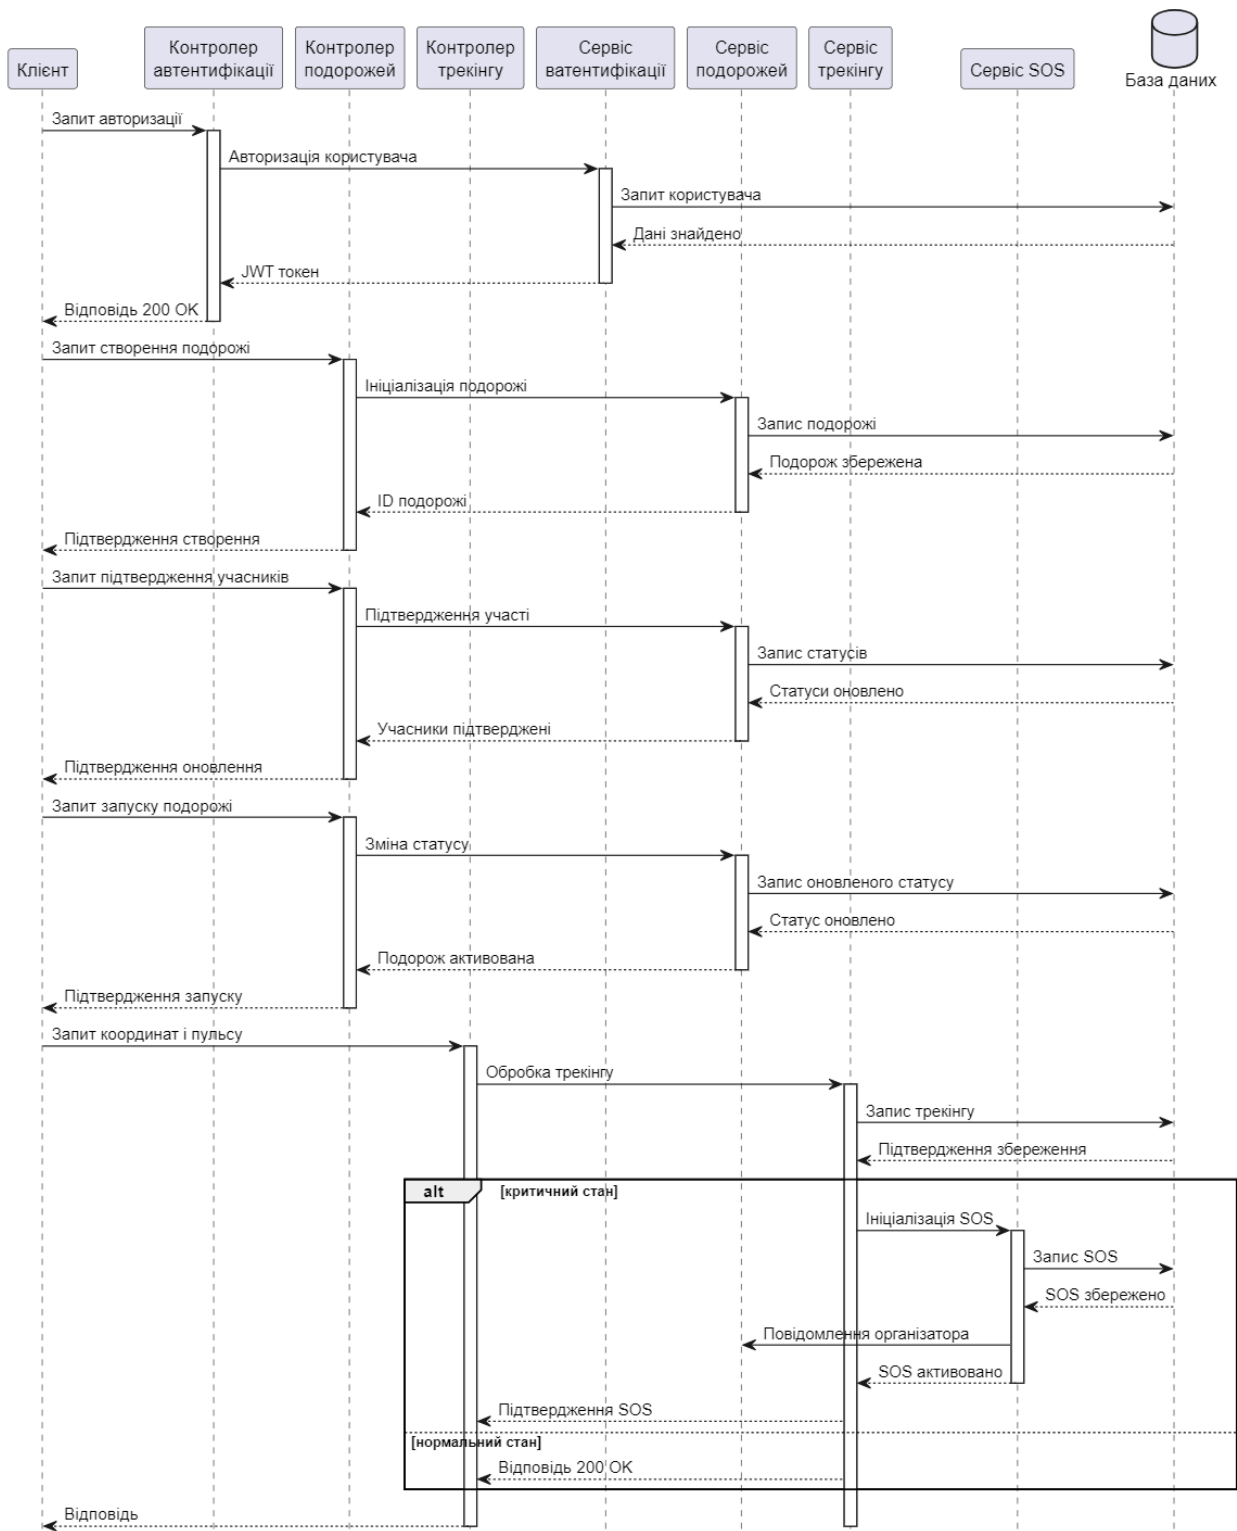 Клієнт
Контролер
автентифікації
Контролер
подорожей
Контролер
трекінгу
Сервіс
ватентифікації
Сервіс
подорожей
Сервіс
трекінгу
Сервіс SOS
База даних
Запит авторизації
Авторизація користувача
Запит користувача
Дані знайдено
JWT токен
Відповідь 200 OK
Запит створення подорожі
Ініціалізація подорожі
Запис подорожі
Подорож збережена
ID подорожі
Підтвердження створення
Запит підтвердження учасників
Підтвердження участі
Запис статусів
Статуси оновлено
Учасники підтверджені
Підтвердження оновлення
Запит запуску подорожі
Зміна статусу
Запис оновленого статусу
Статус оновлено
Подорож активована
Підтвердження запуску
Запит координат і пульсу
Обробка трекінгу
Запис трекінгу
Підтвердження збереження
alt [критичний стан]
Ініціалізація SOS
Запис SOS
SOS збережено
Повідомлення організатора
SOS активовано
Підтвердження SOS
[нормальний стан]
Відповідь 200 OK
Відповідь